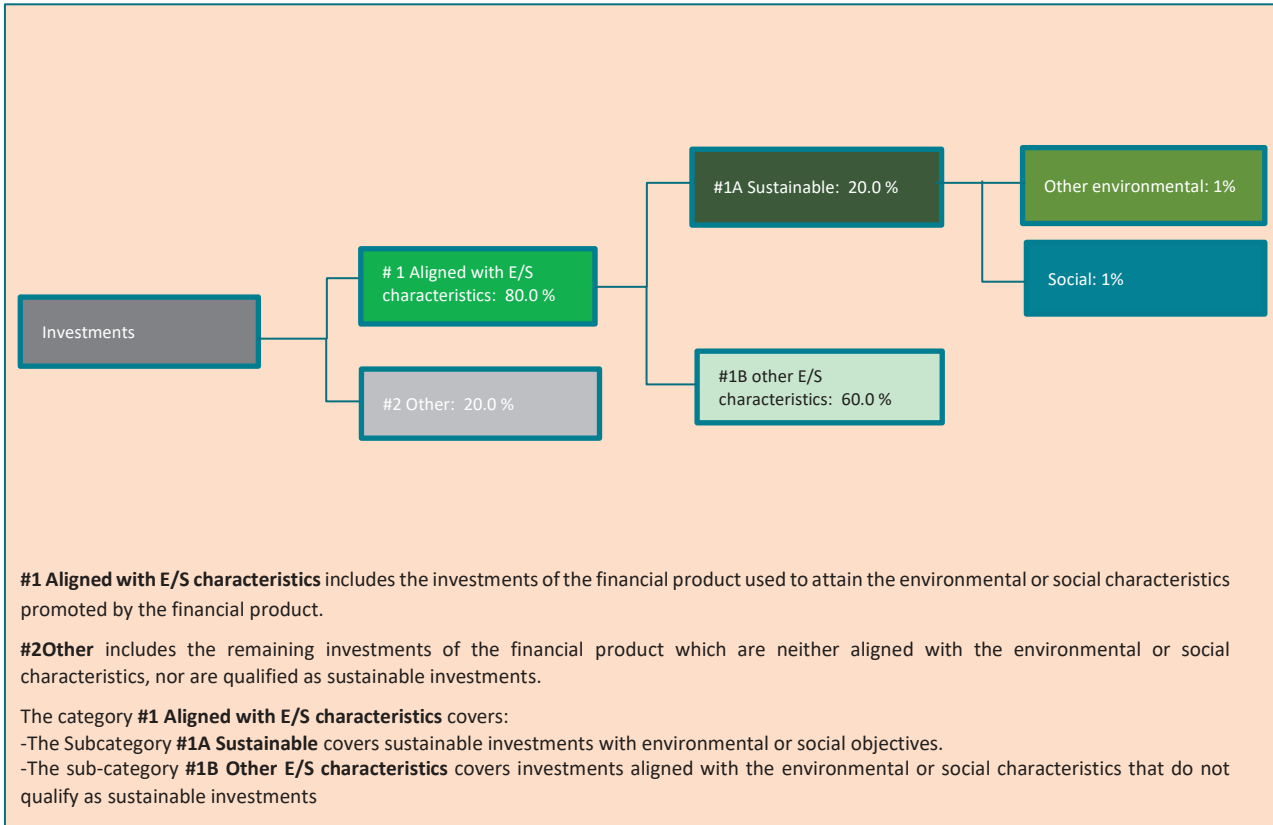 #1A Sustainable: 20.0 %
Other environmental: 1%
# 1 Aligned with E/S
characteristics: 80.0 %
Social: 1%
Investments
#1B other E/S
characteristics: 60.0 %
#2 Other: 20.0 %
#1 Aligned with E/S characteristics includes the investments of the financial product used to attain the environmental or social characteristics
promoted by the financial product.
#2Other includes the remaining investments of the financial product which are neither aligned with the environmental or social
characteristics, nor are qualified as sustainable investments.
The category #1 Aligned with E/S characteristics covers:
-The Subcategory #1A Sustainable covers sustainable investments with environmental or social objectives.
-The sub-category #1B Other E/S characteristics covers investments aligned with the environmental or social characteristics that do not
qualify as sustainable investments